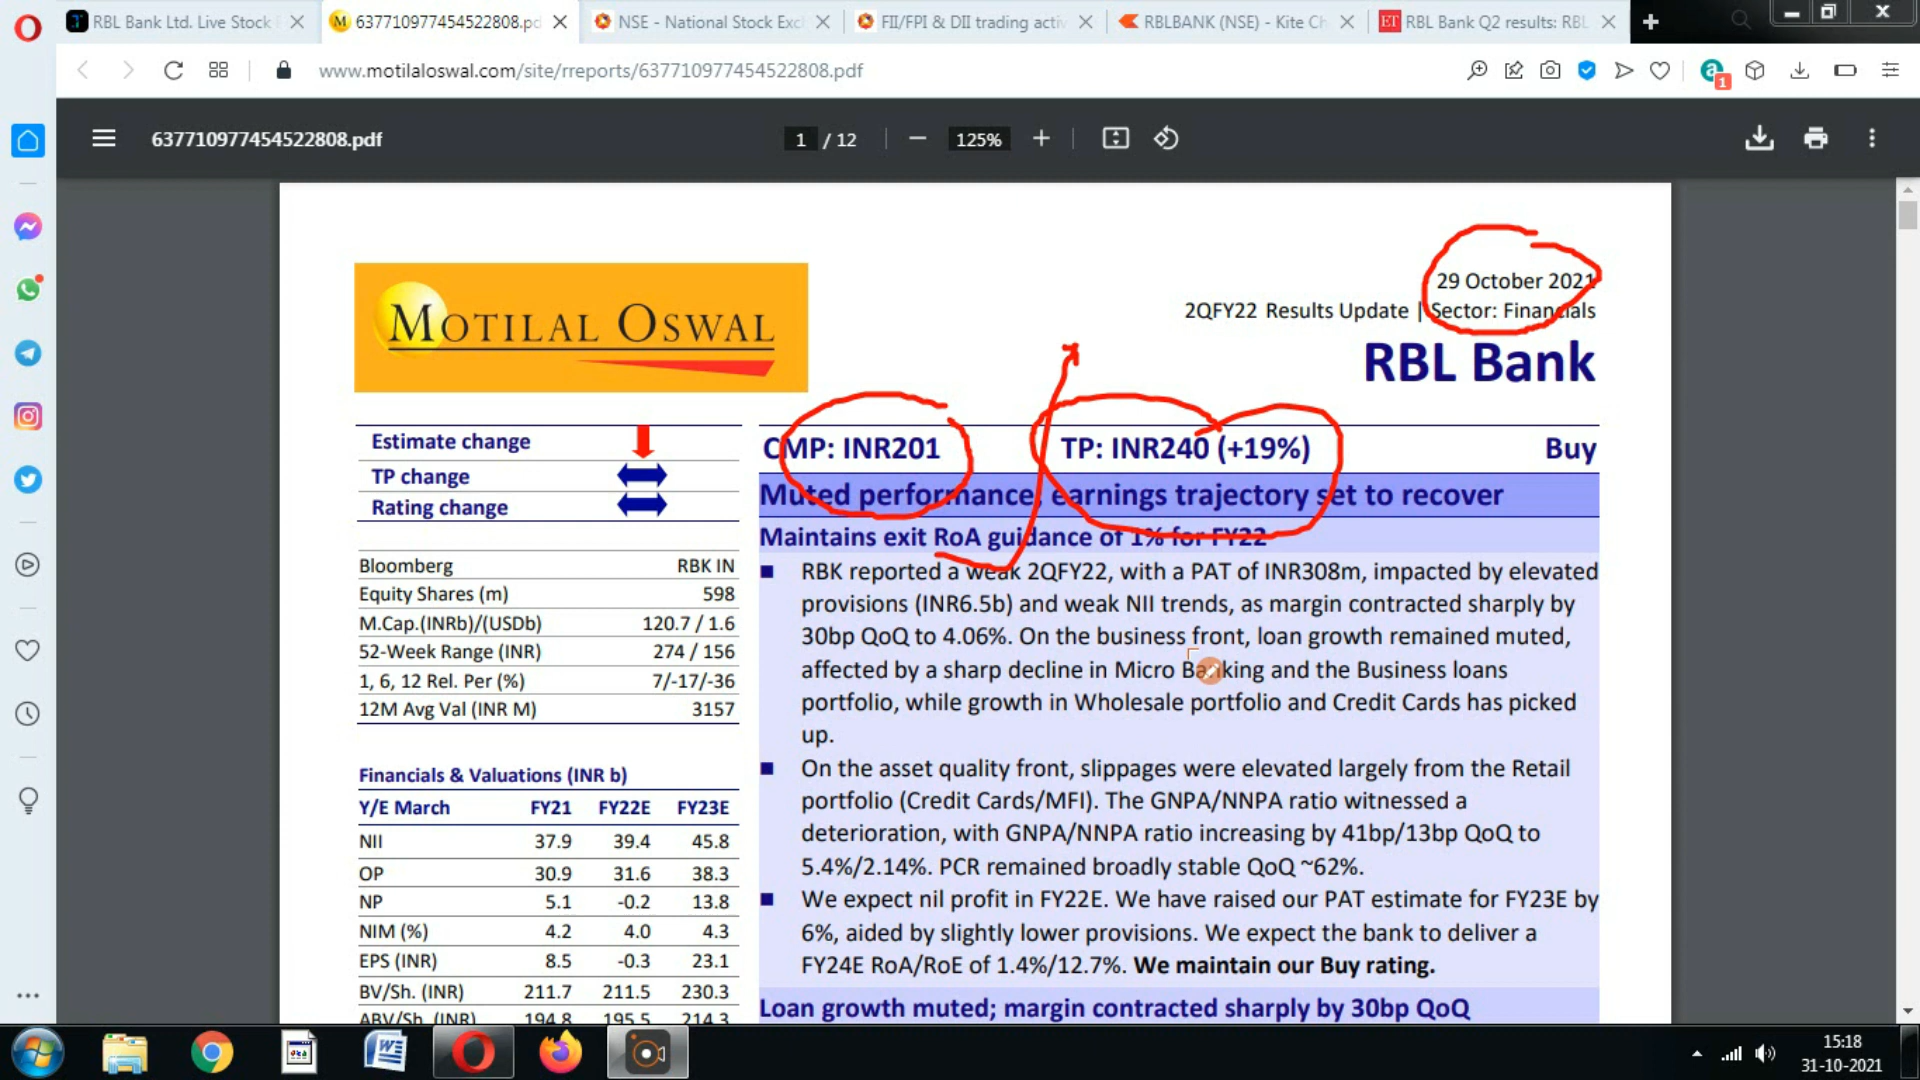 RBL Bank Ltd. Live Stock
637710977454522808.pd
NSE - National Stock Exc
FII/FPI & DII trading activ
RBLBANK (NSE) - Kite Ch
ET RBL Bank Q2 results: RBL
www.motilaloswal.com/site/rreports/637710977454522808.pdf
1
637710977454522808.pdf
1 / 12
125%
29 October 2021
2QFY22 Results Update | Sector: Financials
MOTILAL OSWAL
RBL Bank
Estimate change
TP change
Rating change
CMP: INR201 TP: INR240 (+19%) Buy
Muted performance; earnings trajectory set to recover
Maintains exit RoA guidance of 1% for FY22
Bloomberg RBK IN
Equity Shares (m) 598
M.Cap.(INRb)/(USDb) 120.7 / 1.6
52-Week Range (INR) 274 / 156
1, 6, 12 Rel. Per (%) 7/-17/-36
12M Avg Val (INR M) 3157
■ RBK reported a weak 2QFY22, with a PAT of INR308m, impacted by elevated
provisions (INR6.5b) and weak NII trends, as margin contracted sharply by
30bp QoQ to 4.06%. On the business front, loan growth remained muted,
affected by a sharp decline in Micro Banking and the Business loans
portfolio, while growth in Wholesale portfolio and Credit Cards has picked
up.
Financials & Valuations (INR b)
Y/E March FY21 FY22E FY23E
NII 37.9 39.4 45.8
OP 30.9 31.6 38.3
NP 5.1 -0.2 13.8
NIM (%) 4.2 4.0 4.3
EPS (INR) 8.5 -0.3 23.1
BV/Sh. (INR) 211.7 211.5 230.3
ABV/Sh. (INR) 194.8 195.5 214.3
■ On the asset quality front, slippages were elevated largely from the Retail
portfolio (Credit Cards/MFI). The GNPA/NNPA ratio witnessed a
deterioration, with GNPA/NNPA ratio increasing by 41bp/13bp QoQ to
5.4%/2.14%. PCR remained broadly stable QoQ ~62%.
■ We expect nil profit in FY22E. We have raised our PAT estimate for FY23E by
6%, aided by slightly lower provisions. We expect the bank to deliver a
FY24E RoA/RoE of 1.4%/12.7%. We maintain our Buy rating.
Loan growth muted; margin contracted sharply by 30bp QoQ
15:18
31-10-2021